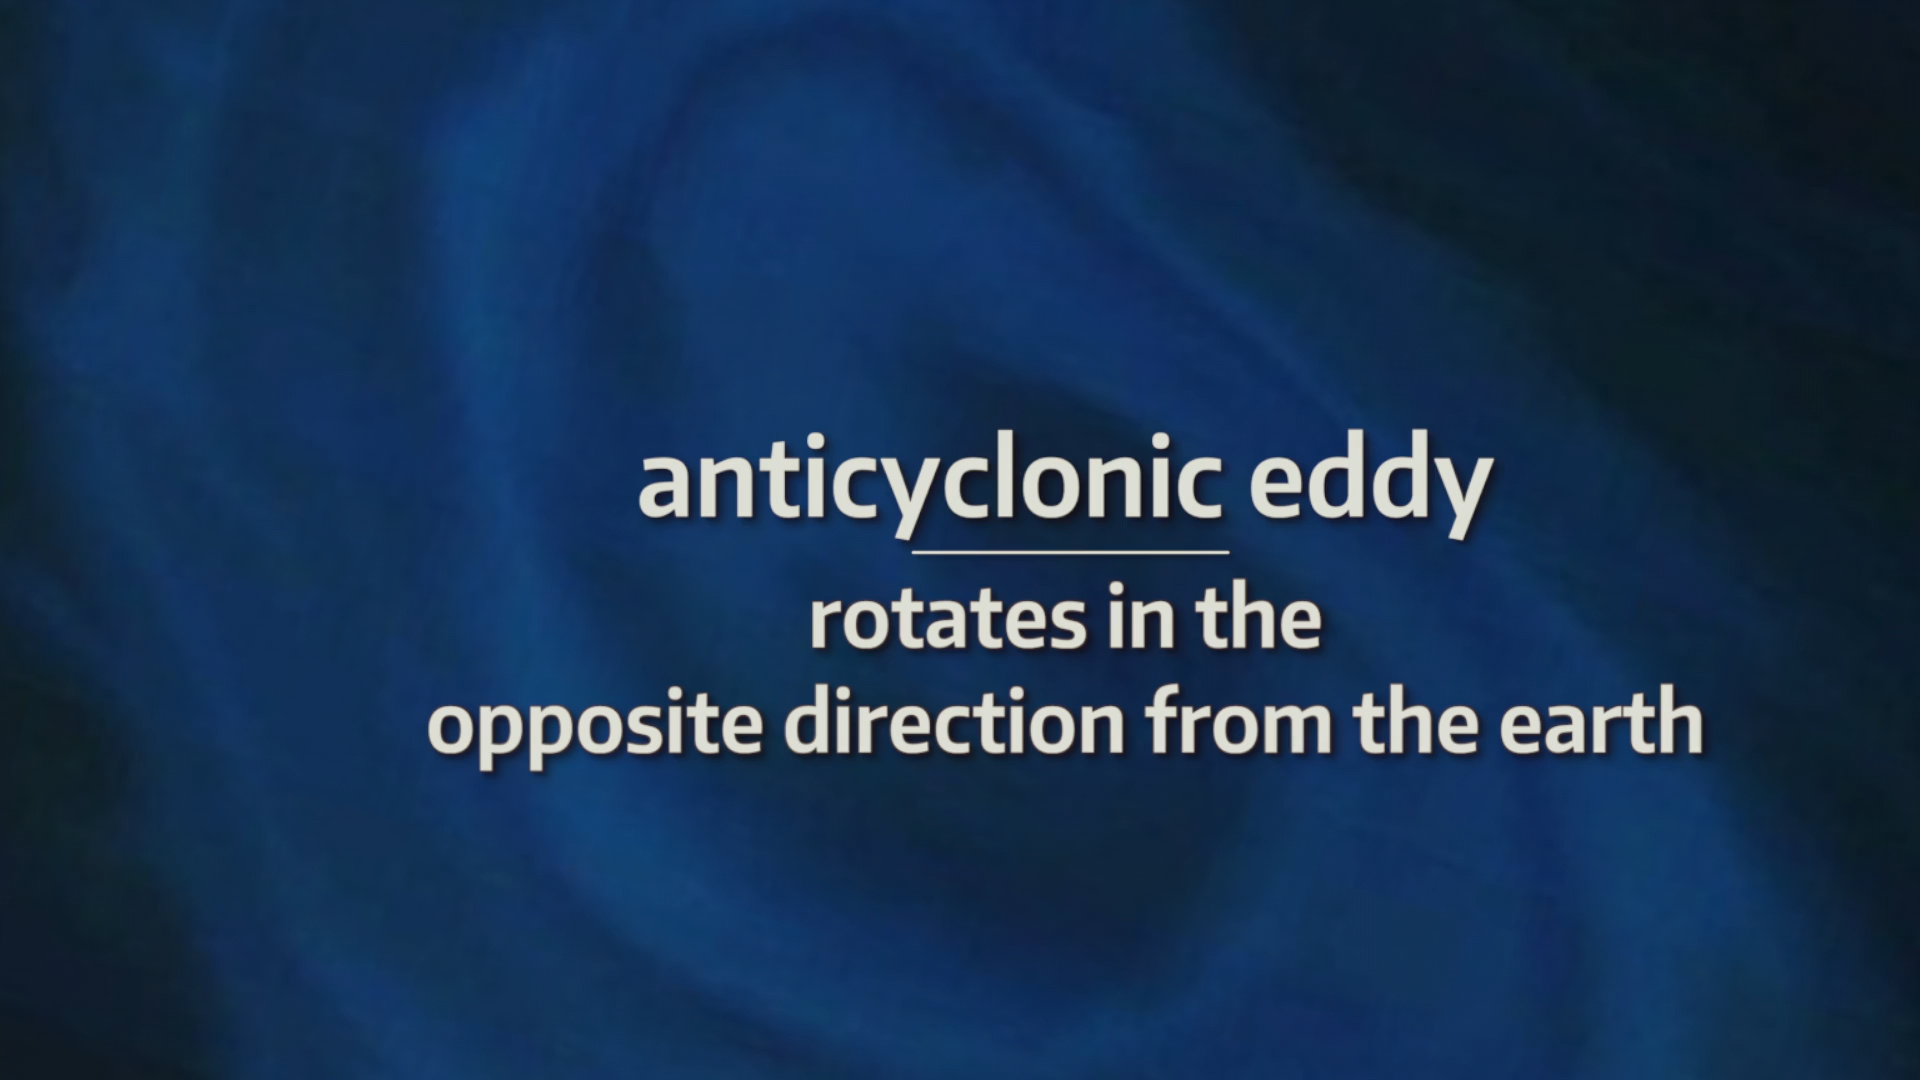 anticyclonic eddy
rotates in the
opposite direction from the earth